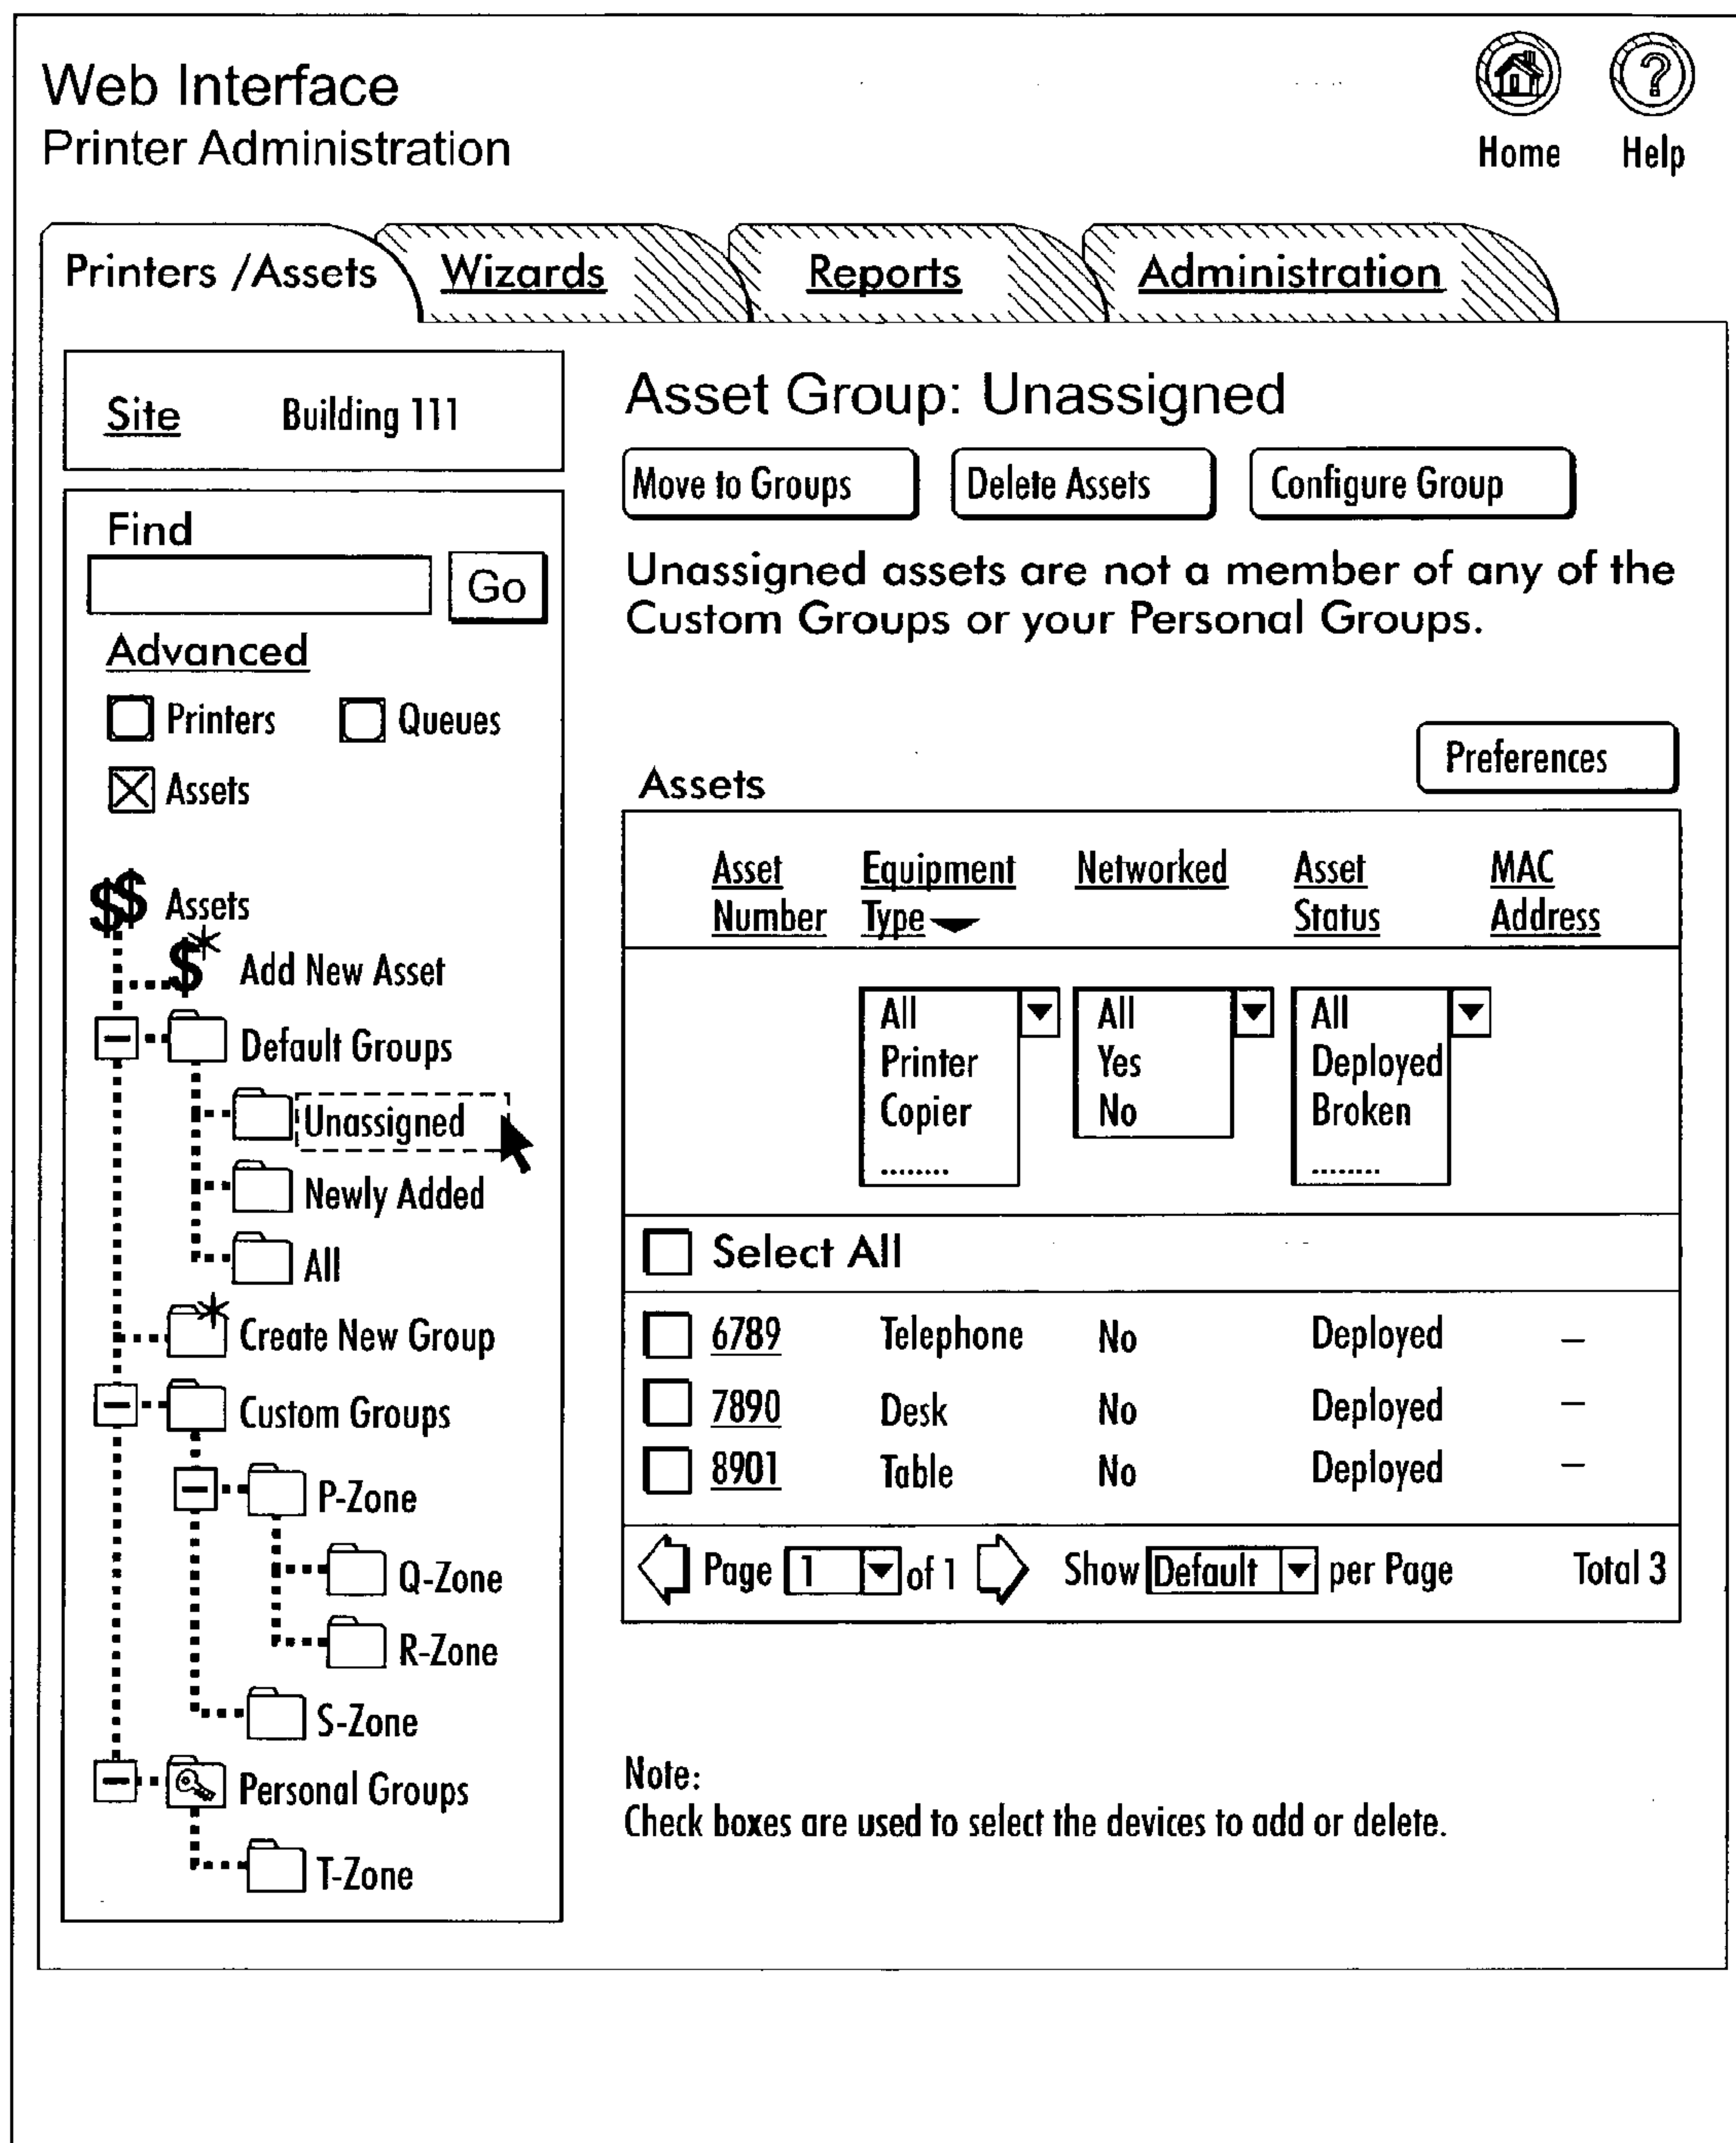 Web Interface
Printer Administration
Home Help
Printers /Assets Wizards Reports Administration
Site Building 111
Find
Go
Advanced
Printers Queues
Assets
$$ Assets
$* Add New Asset
Default Groups
Unassigned
Newly Added
All
Create New Group
Custom Groups
P-Zone
Q-Zone
R-Zone
S-Zone
Personal Groups
T-Zone
Asset Group: Unassigned
Move to Groups Delete Assets Configure Group
Unassigned assets are not a member of any of the
Custom Groups or your Personal Groups.
Preferences
Assets
Asset Equipment Networked Asset MAC
Number Type Status Address
All All All
Printer Yes Deployed
Copier No Broken
........ ........
Select All
6789 Telephone No Deployed –
7890 Desk No Deployed –
8901 Table No Deployed –
Page 1 of 1 Show Default per Page Total 3
Note:
Check boxes are used to select the devices to add or delete.